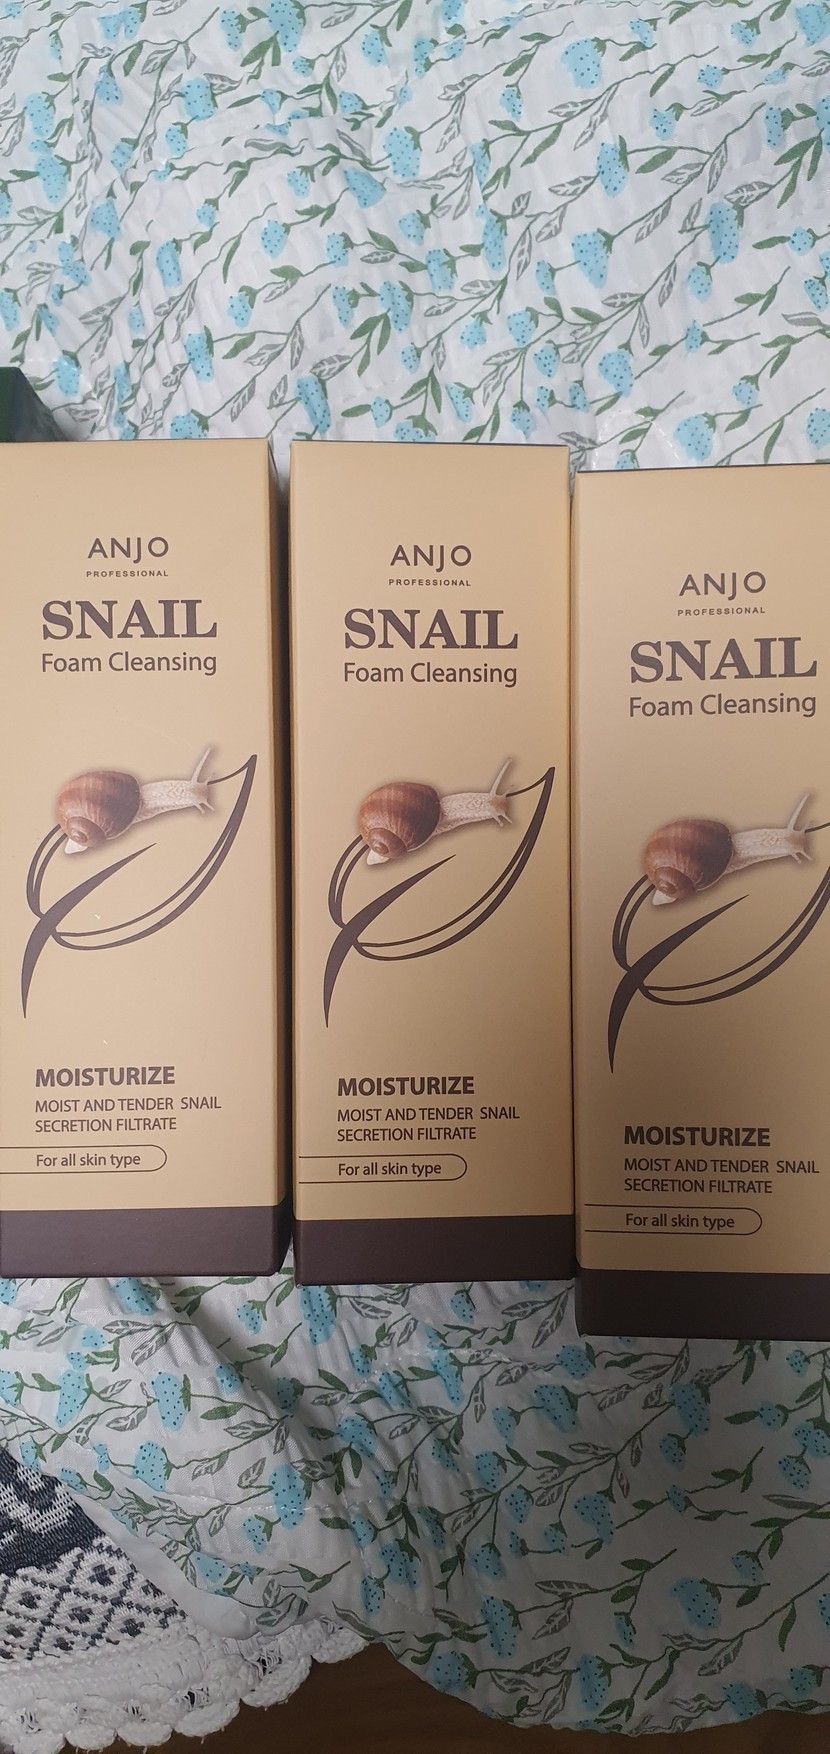 ANJO
PROFESSIONAL
SNAIL
Foam Cleansing
MOISTURIZE
MOIST AND TENDER SNAIL
SECRETION FILTRATE
For all skin type
ANJO
PROFESSIONAL
SNAIL
Foam Cleansing
MOISTURIZE
MOIST AND TENDER SNAIL
SECRETION FILTRATE
For all skin type
ANJO
PROFESSIONAL
SNAIL
Foam Cleansing
MOISTURIZE
MOIST AND TENDER SNAIL
SECRETION FILTRATE
For all skin type